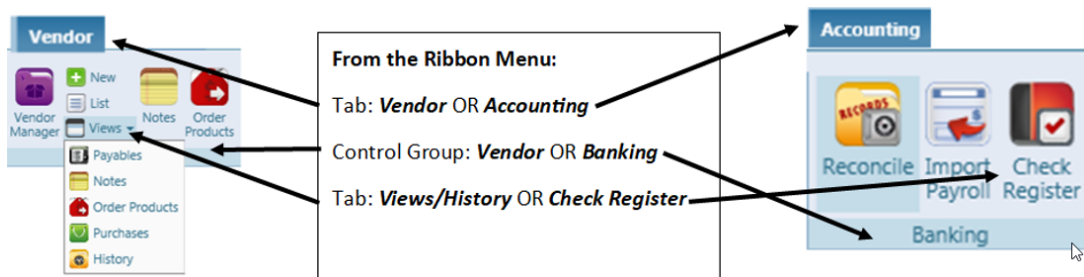 Vendor
New
List
Views
Vendor
Manager
Notes
Order
Products
Payables
Notes
Order Products
Purchases
History
From the Ribbon Menu:
Tab: Vendor OR Accounting
Control Group: Vendor OR Banking
Tab: Views/History OR Check Register
Accounting
RECORDS
Reconcile
Import
Payroll
Check
Register
Banking